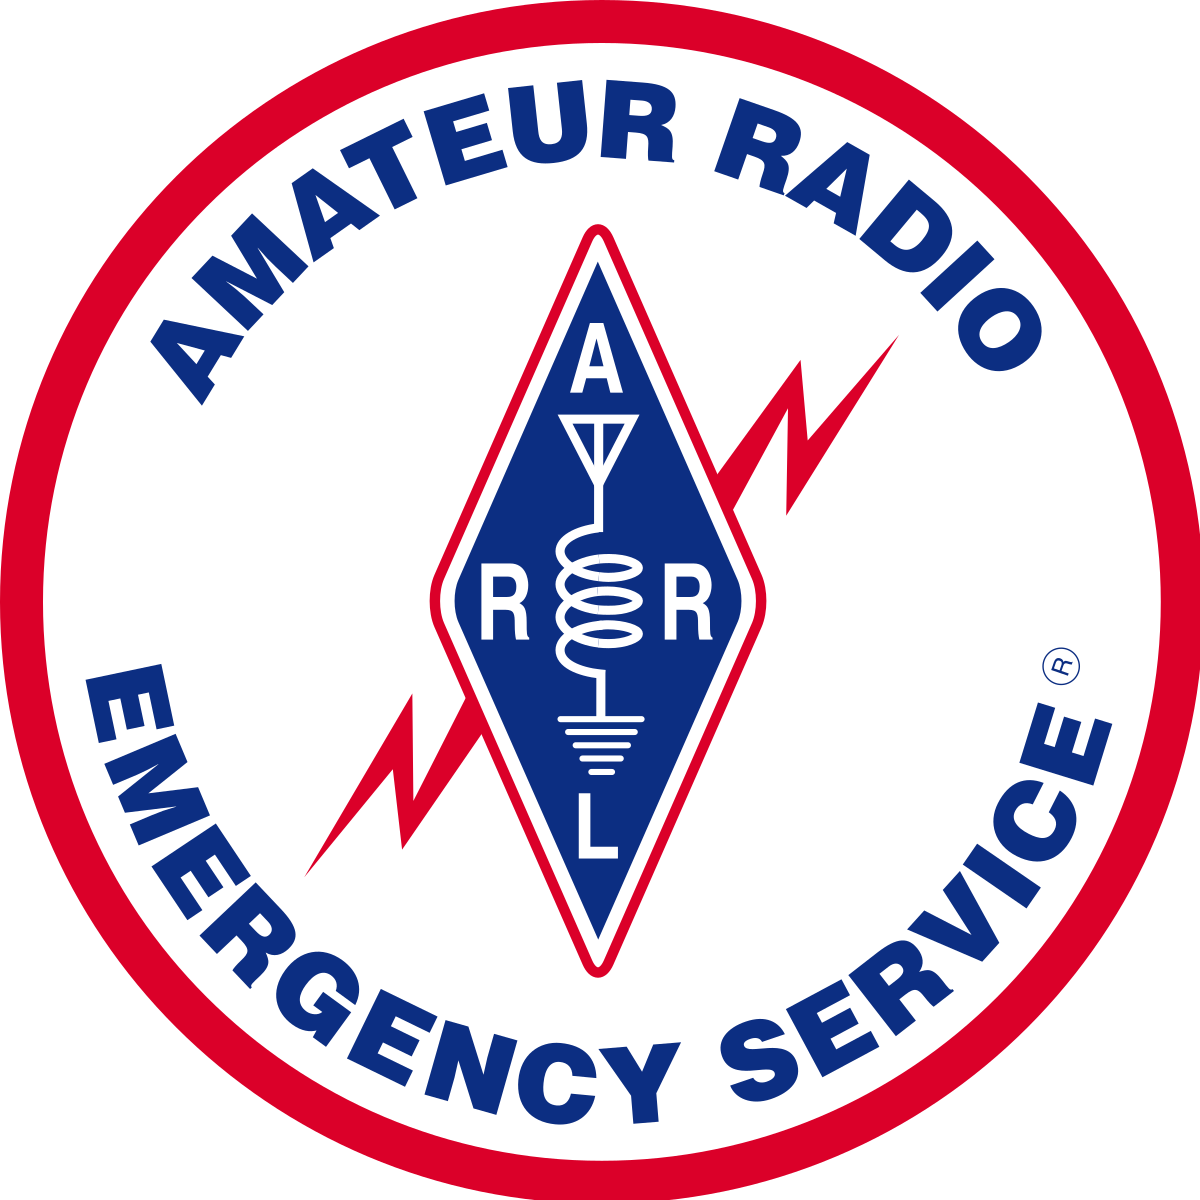 AMATEUR RADIO
A
R R
L
EMERGENCY SERVICE ®